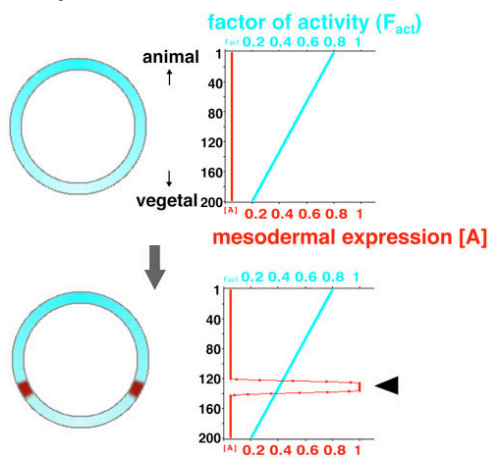 factor of activity (Fact)
Fact 0.2 0.4 0.6 0.8 1
animal
1
40
80
120
160
200
vegetal
[A] 0.2 0.4 0.6 0.8 1
mesodermal expression [A]
Fact 0.2 0.4 0.6 0.8 1
1
40
80
120
160
200
[A] 0.2 0.4 0.6 0.8 1